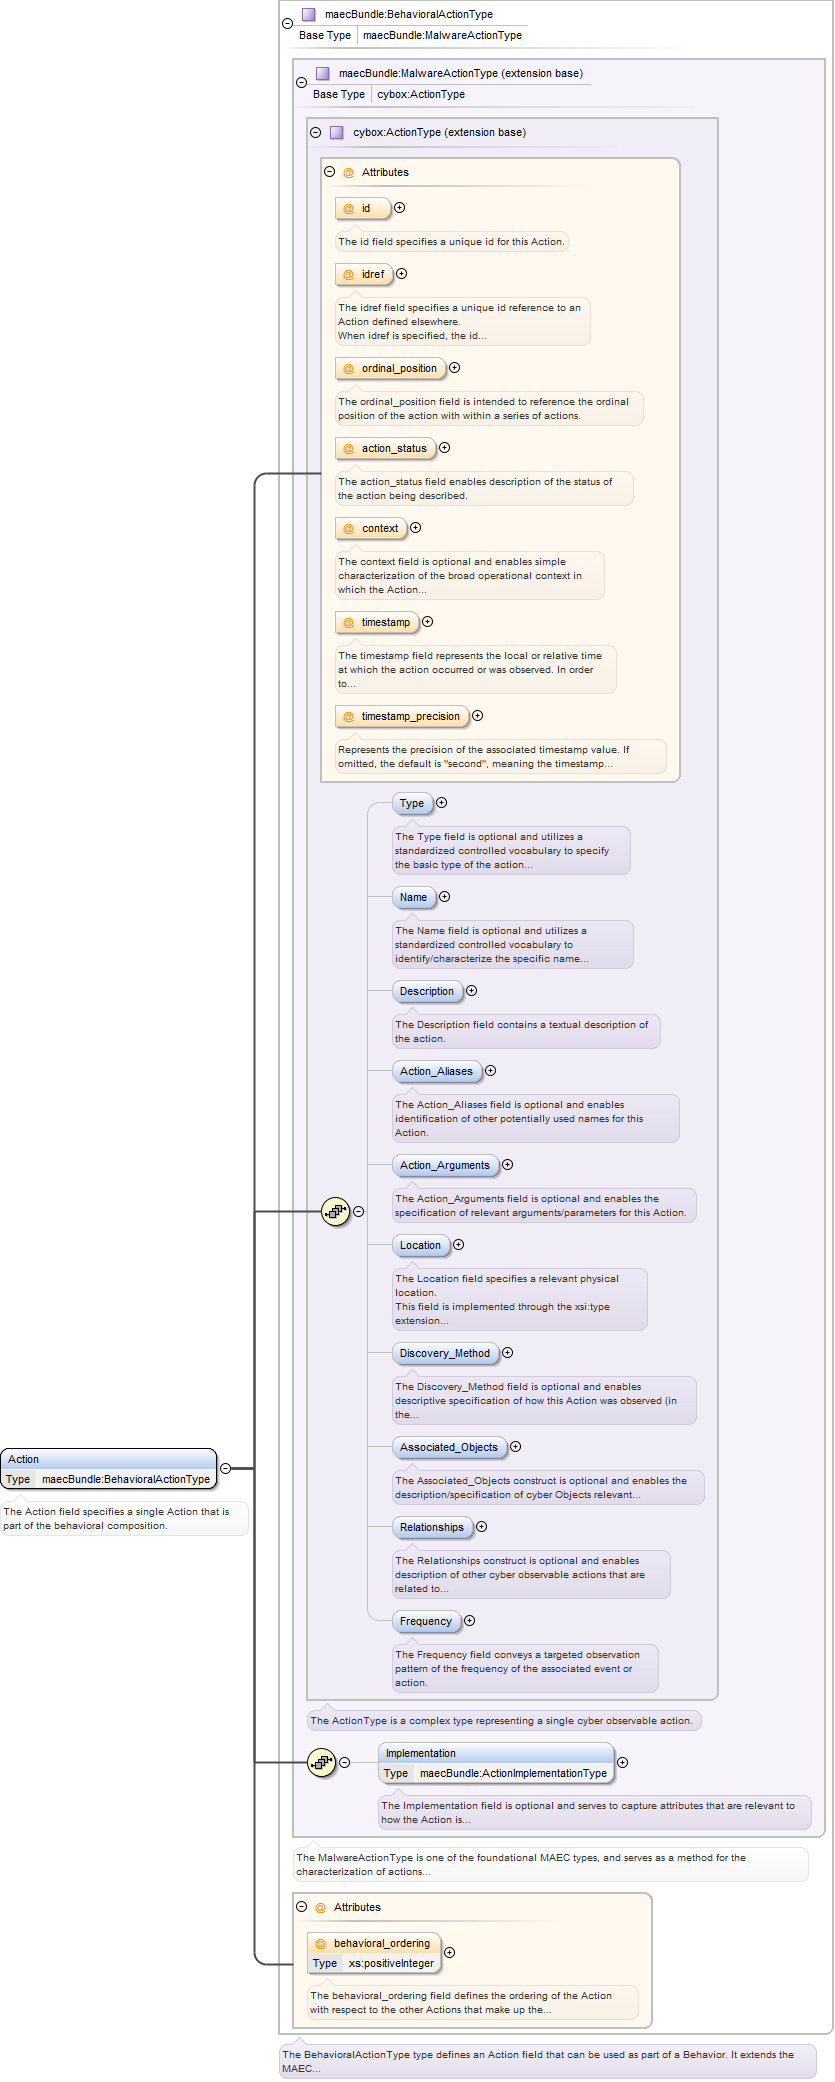 maecBundle:BehavioralActionType
Base Type maecBundle:MalwareActionType
maecBundle:MalwareActionType (extension base)
Base Type cybox:ActionType
cybox:ActionType (extension base)
@ Attributes
@ id
The id field specifies a unique id for this Action.
@ idref
The idref field specifies a unique id reference to an
Action defined elsewhere.
When idref is specified, the id...
@ ordinal_position
The ordinal_position field is intended to reference the ordinal
position of the action with within a series of actions.
@ action_status
The action_status field enables description of the status of
the action being described.
@ context
The context field is optional and enables simple
characterization of the broad operational context in
which the Action...
@ timestamp
The timestamp field represents the local or relative time
at which the action occurred or was observed. In order
to...
@ timestamp_precision
Represents the precision of the associated timestamp value. If
omitted, the default is "second", meaning the timestamp...
Type
The Type field is optional and utilizes a
standardized controlled vocabulary to specify
the basic type of the action...
Name
The Name field is optional and utilizes a
standardized controlled vocabulary to
identify/characterize the specific name...
Description
The Description field contains a textual description of
the action.
Action_Aliases
The Action_Aliases field is optional and enables
identification of other potentially used names for this
Action.
Action_Arguments
The Action_Arguments field is optional and enables the
specification of relevant arguments/parameters for this Action.
Location
The Location field specifies a relevant physical
location.
This field is implemented through the xsi:type
extension...
Discovery_Method
The Discovery_Method field is optional and enables
descriptive specification of how this Action was observed (in
the...
Associated_Objects
The Associated_Objects construct is optional and enables the
description/specification of cyber Objects relevant...
Relationships
The Relationships construct is optional and enables
description of other cyber observable actions that are
related to...
Frequency
The Frequency field conveys a targeted observation
pattern of the frequency of the associated event or
action.
The ActionType is a complex type representing a single cyber observable action.
Action
Type maecBundle:BehavioralActionType
The Action field specifies a single Action that is
part of the behavioral composition.
Implementation
Type maecBundle:ActionImplementationType
The Implementation field is optional and serves to capture attributes that are relevant to
how the Action is...
The MalwareActionType is one of the foundational MAEC types, and serves as a method for the
characterization of actions...
@ Attributes
@ behavioral_ordering
Type xs:positiveInteger
The behavioral_ordering field defines the ordering of the Action
with respect to the other Actions that make up the...
The BehavioralActionType type defines an Action field that can be used as part of a Behavior. It extends the
MAEC...